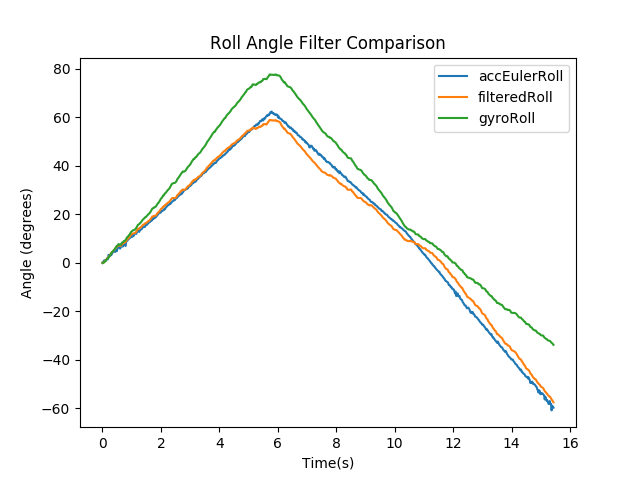 Roll Angle Filter Comparison
accEulerRoll
filteredRoll
gyroRoll
80
60
40
20
0
−20
−40
−60
Angle (degrees)
0 2 4 6 8 10 12 14 16
Time(s)